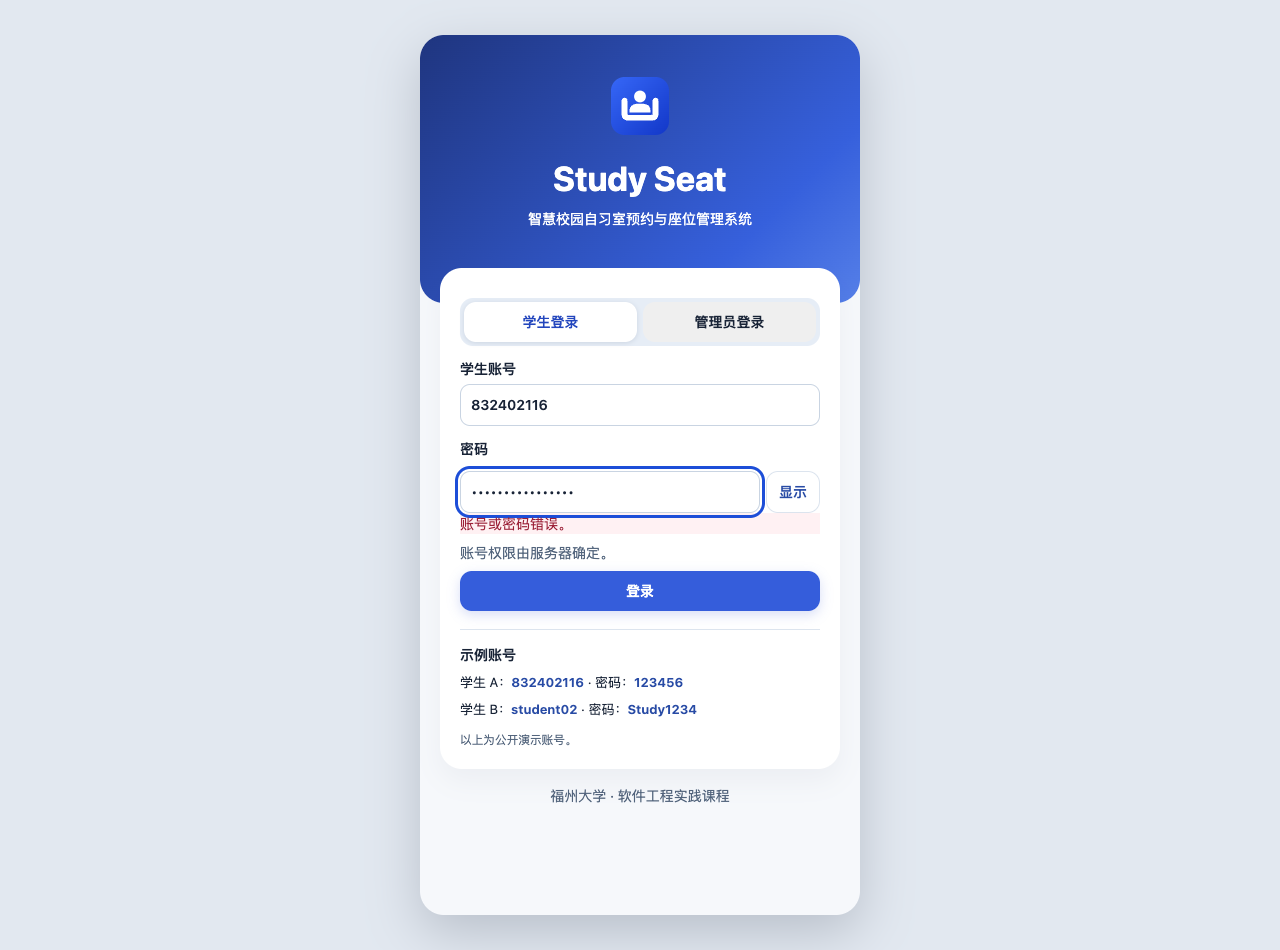 Study Seat
智慧校园自习室预约与座位管理系统
学生登录 管理员登录
学生账号
832402116
密码
•••••••••••••••• 显示
账号或密码错误。
账号权限由服务器确定。
登录
示例账号
学生 A：832402116 · 密码：123456
学生 B：student02 · 密码：Study1234
以上为公开演示账号。
福州大学 · 软件工程实践课程